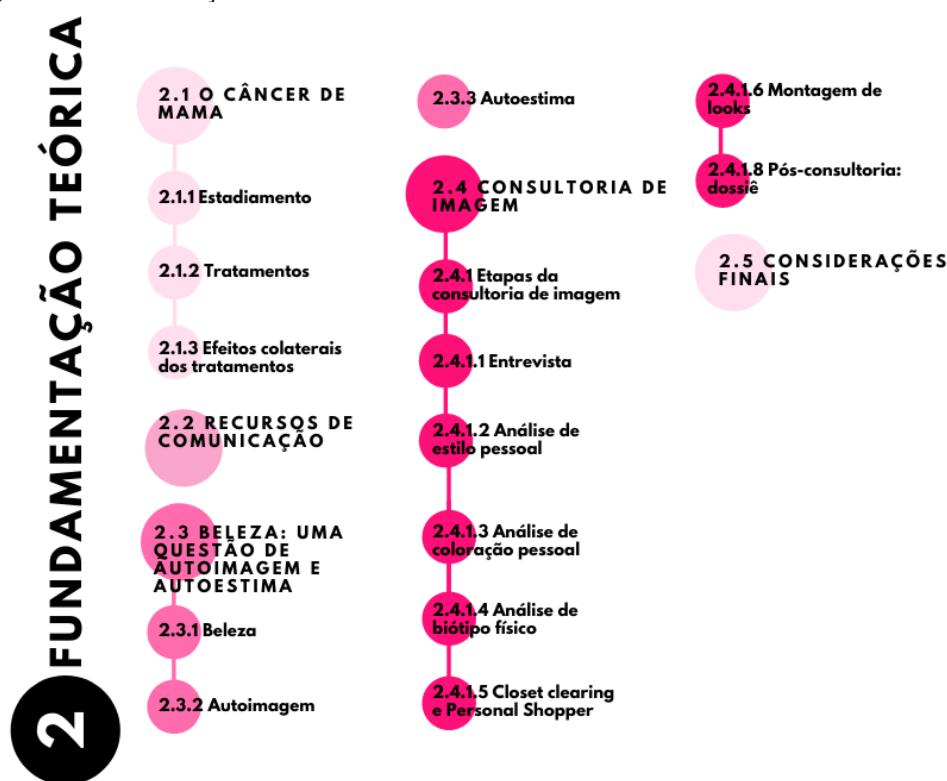 2 FUNDAMENTAÇÃO TEÓRICA
2.1 O CÂNCER DE
MAMA
2.1.1 Estadiamento
2.1.2 Tratamentos
2.1.3 Efeitos colaterais
dos tratamentos
2.2 RECURSOS DE
COMUNICAÇÃO
2.3 BELEZA: UMA
QUESTÃO DE
AUTOIMAGEM E
AUTOESTIMA
2.3.1 Beleza
2.3.2 Autoimagem
2.3.3 Autoestima
2.4 CONSULTORIA DE
IMAGEM
2.4.1 Etapas da
consultoria de imagem
2.4.1.1 Entrevista
2.4.1.2 Análise de
estilo pessoal
2.4.1.3 Análise de
coloração pessoal
2.4.1.4 Análise de
biótipo físico
2.4.1.5 Closet clearing
e Personal Shopper
2.4.1.6 Montagem de
looks
2.4.1.8 Pós-consultoria:
dossiê
2.5 CONSIDERAÇÕES
FINAIS